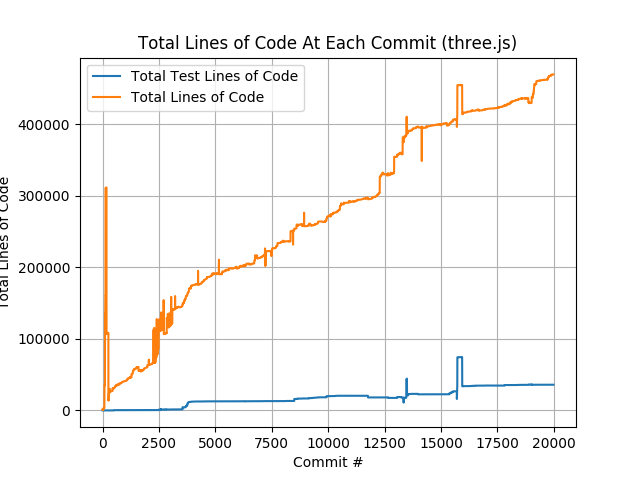 Total Lines of Code At Each Commit (three.js)
Total Test Lines of Code
Total Lines of Code
400000
300000
200000
100000
0
Total Lines of Code
0 2500 5000 7500 10000 12500 15000 17500 20000
Commit #